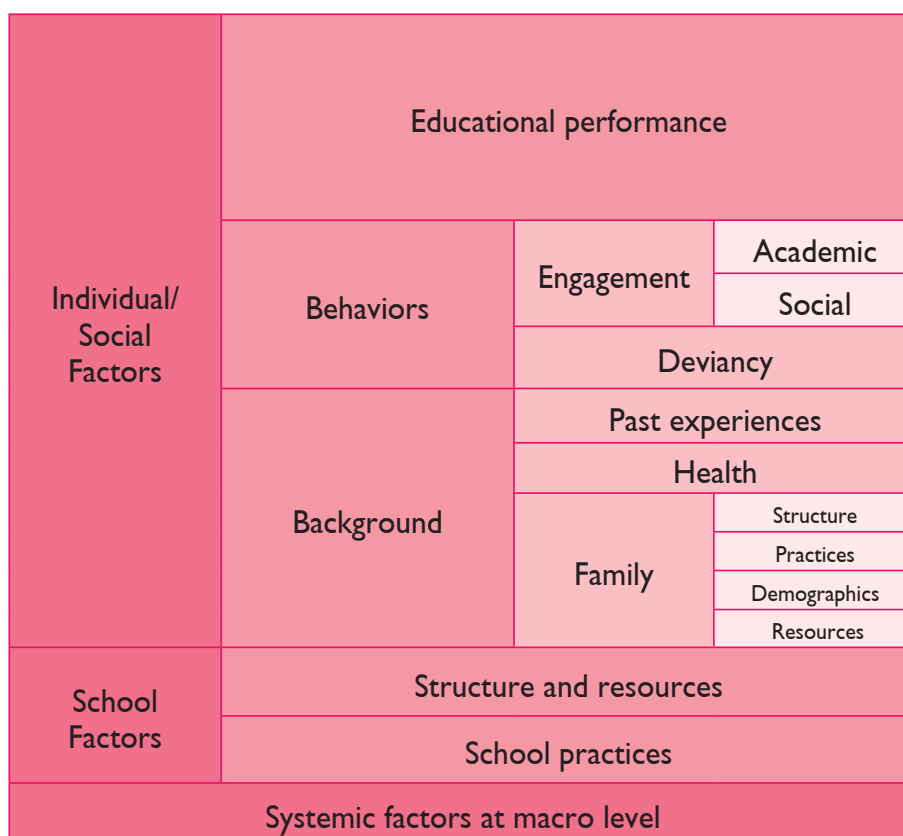 Educational performance
Individual/
Social
Factors
Behaviors
Engagement
Academic
Social
Deviancy
Background
Past experiences
Health
Family
Structure
Practices
Demographics
Resources
School
Factors
Structure and resources
School practices
Systemic factors at macro level